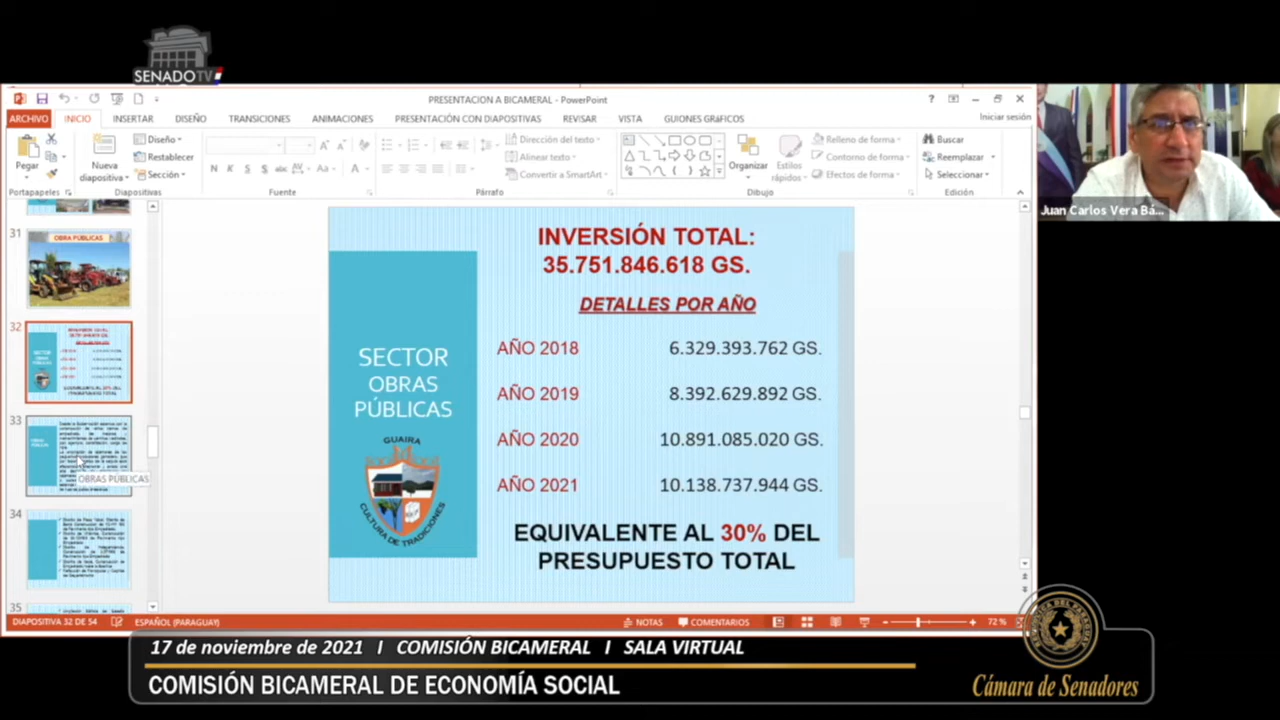 SENADOTV
PRESENTACION A BICAMERAL - PowerPoint
ARCHIVO INICIO INSERTAR DISEÑO TRANSICIONES ANIMACIONES PRESENTACIÓN CON DIAPOSITIVAS REVISAR VISTA GUIONES GRáFICOS Iniciar sesión
Pegar
Nueva diapositiva
Diseño
Restablecer
Sección
N K S S abc AV Aa A
Dirección del texto
Alinear texto
Convertir a SmartArt
Organizar
Estilos rápidos
Relleno de forma
Contorno de forma
Efectos de forma
Buscar
Reemplazar
Seleccionar
Portapapeles Diapositivas Fuente Párrafo Dibujo Edición
Juan Carlos Vera Bá...
31
OBRA PÚBLICAS
32
33
OBRAS PÚBLICAS
34
35
INVERSIÓN TOTAL:
35.751.846.618 GS.
DETALLES POR AÑO
AÑO 2018 6.329.393.762 GS.
AÑO 2019 8.392.629.892 GS.
AÑO 2020 10.891.085.020 GS.
AÑO 2021 10.138.737.944 GS.
EQUIVALENTE AL 30% DEL
PRESUPUESTO TOTAL
SECTOR
OBRAS
PÚBLICAS
GUAIRA
CULTURA DE TRADICIONES
DIAPOSITIVA 32 DE 54 ESPAÑOL (PARAGUAY) NOTAS COMENTARIOS 72 %
17 de noviembre de 2021 I COMISIÓN BICAMERAL I SALA VIRTUAL
COMISIÓN BICAMERAL DE ECONOMÍA SOCIAL
Cámara de Senadores